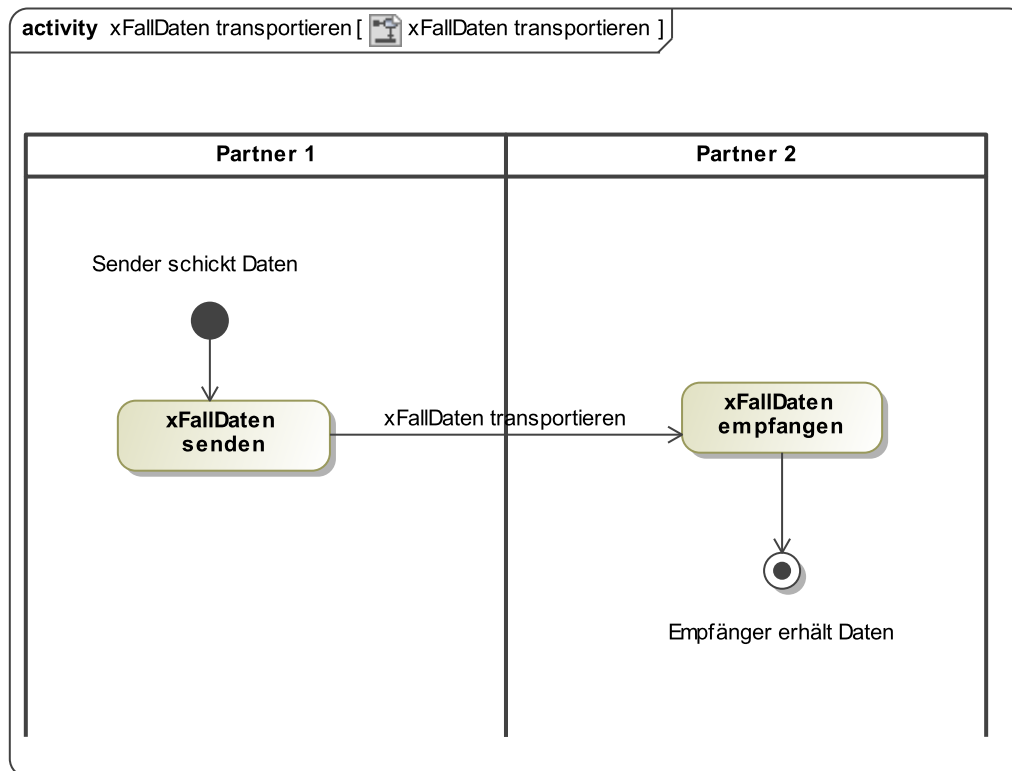 activity xFallDaten transportieren [ xFallDaten transportieren ]
Partner 1
Partner 2
Sender schickt Daten
xFallDaten
senden
xFallDaten transportieren
xFallDaten
empfangen
Empfänger erhält Daten